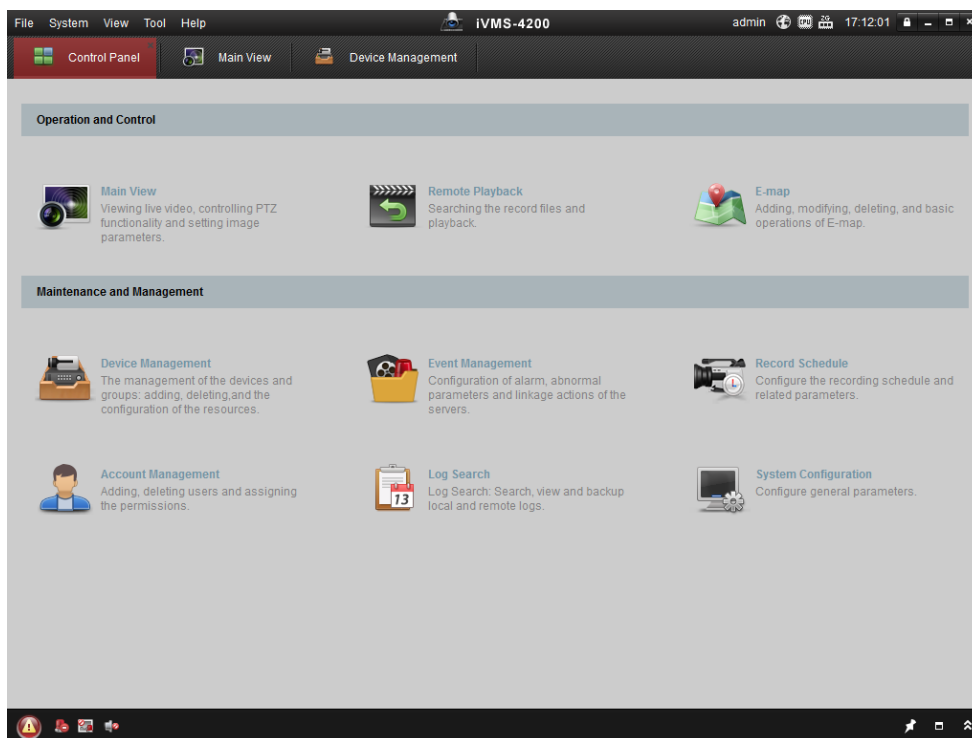 File System View Tool Help iVMS-4200 admin 17:12:01
Control Panel Main View Device Management
Operation and Control
Main View
Viewing live video, controlling PTZ
functionality and setting image
parameters.
Remote Playback
Searching the record files and
playback.
E-map
Adding, modifying, deleting, and basic
operations of E-map.
Maintenance and Management
Device Management
The management of the devices and
groups: adding, deleting,and the
configuration of the resources.
Event Management
Configuration of alarm, abnormal
parameters and linkage actions of the
servers.
Record Schedule
Configure the recording schedule and
related parameters.
Account Management
Adding, deleting users and assigning
the permissions.
Log Search
Log Search: Search, view and backup
local and remote logs.
13
System Configuration
Configure general parameters.